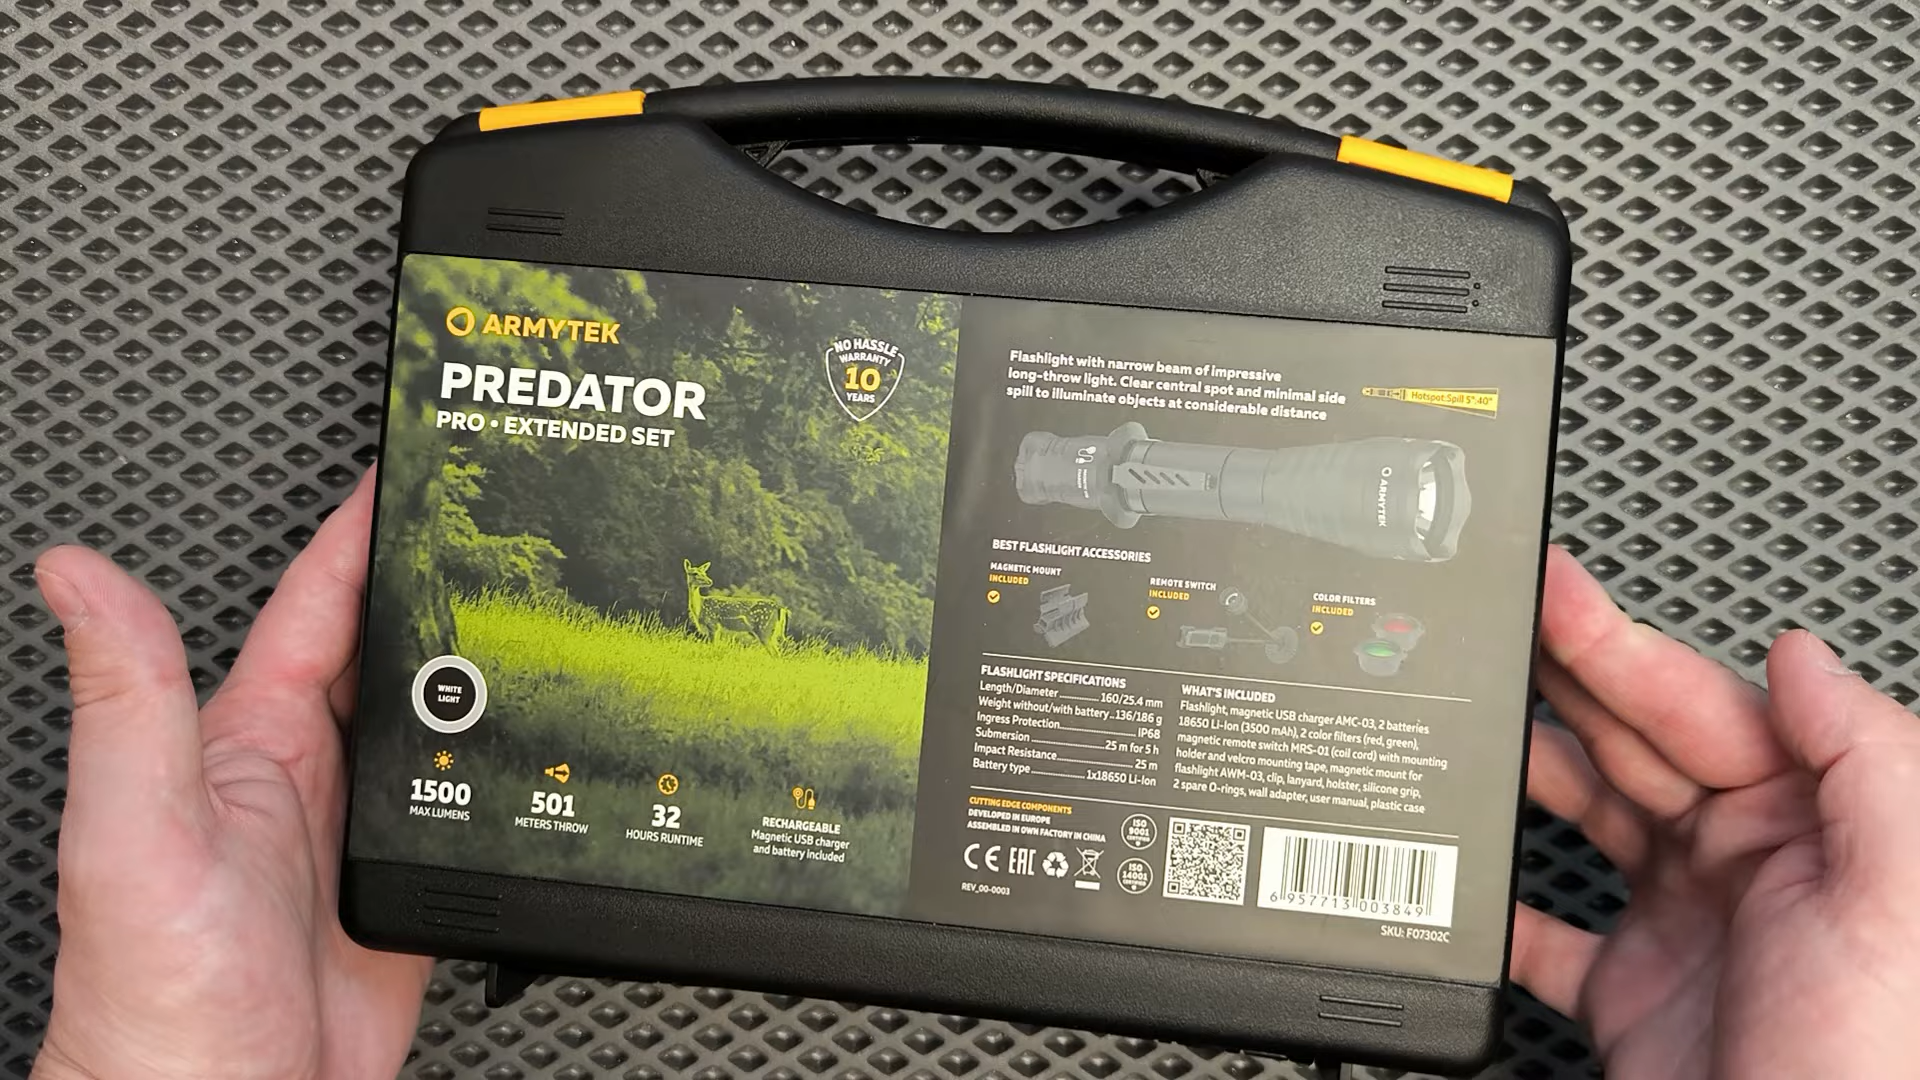 ARMYTEK
PREDATOR
PRO • EXTENDED SET
NO HASSLE
WARRANTY
10
YEARS
WHITE
LIGHT
1500
MAX LUMENS
501
METERS THROW
32
HOURS RUNTIME
RECHARGEABLE
Magnetic USB charger
and battery included
Flashlight with narrow beam of impressive
long-throw light. Clear central spot and minimal side
spill to illuminate objects at considerable distance
Hotspot:Spill 5°:40°
ARMYTEK
BEST FLASHLIGHT ACCESSORIES
MAGNETIC MOUNT
INCLUDED
REMOTE SWITCH
INCLUDED
COLOR FILTERS
INCLUDED
FLASHLIGHT SPECIFICATIONS
Length/Diameter 160/25.4 mm
Weight without/with battery 136/186 g
Ingress Protection IP68
Submersion 25 m for 5 h
Impact Resistance 25 m
Battery type 1x18650 Li-Ion
WHAT'S INCLUDED
Flashlight, magnetic USB charger AMC-03, 2 batteries
18650 Li-Ion (3500 mAh), 2 color filters (red, green),
magnetic remote switch MRS-01 (coil cord) with mounting
holder and velcro mounting tape, magnetic mount for
flashlight AWM-03, clip, lanyard, holster, silicone grip,
2 spare O-rings, wall adapter, user manual, plastic case
CUTTING EDGE COMPONENTS
DEVELOPED IN EUROPE
ASSEMBLED IN OWN FACTORY IN CHINA
CE EAC
REV_00-0003
ISO
9001
CERTIFIED
ISO
14001
CERTIFIED
6 957713 003849
SKU: F07302C